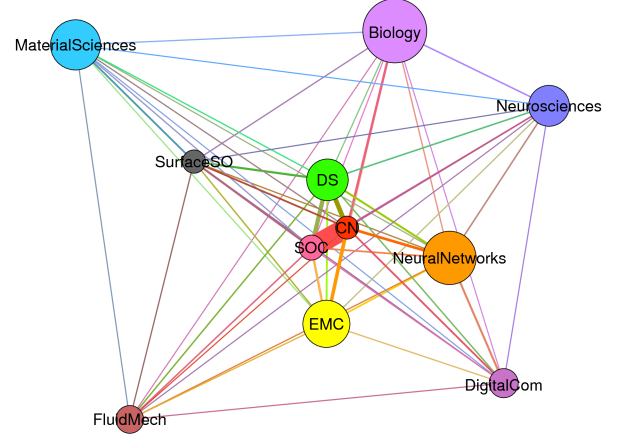 Biology
MaterialSciences
Neurosciences
SurfaceSO
DS
CN
SOC
NeuralNetworks
EMC
DigitalCom
FluidMech